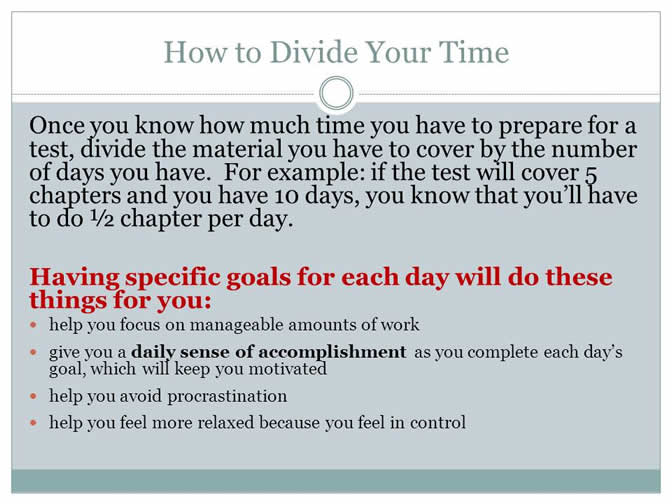 How to Divide Your Time
Once you know how much time you have to prepare for a
test, divide the material you have to cover by the number
of days you have.  For example: if the test will cover 5
chapters and you have 10 days, you know that you’ll have
to do ½ chapter per day.
Having specific goals for each day will do these
things for you:
• help you focus on manageable amounts of work
• give you a daily sense of accomplishment as you complete each day’s
goal, which will keep you motivated
• help you avoid procrastination
• help you feel more relaxed because you feel in control